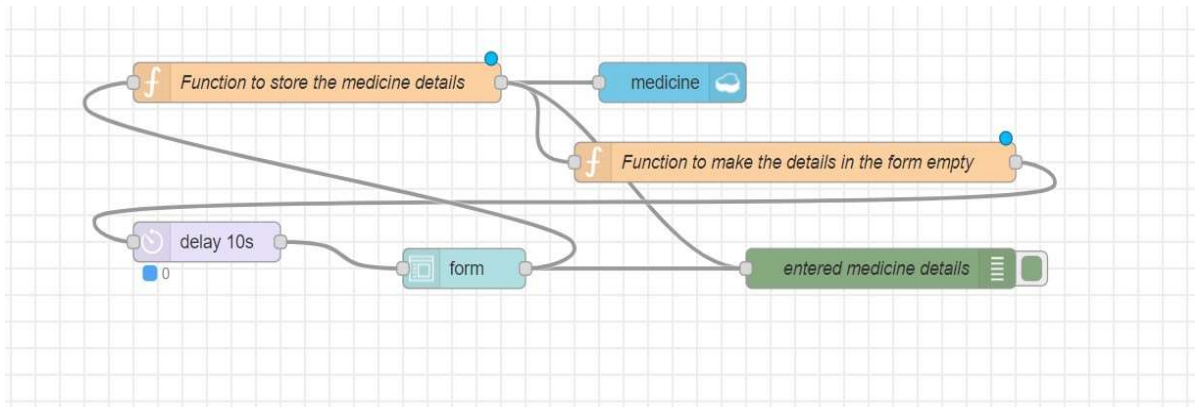 Function to store the medicine details
medicine
Function to make the details in the form empty
delay 10s
0
form
entered medicine details